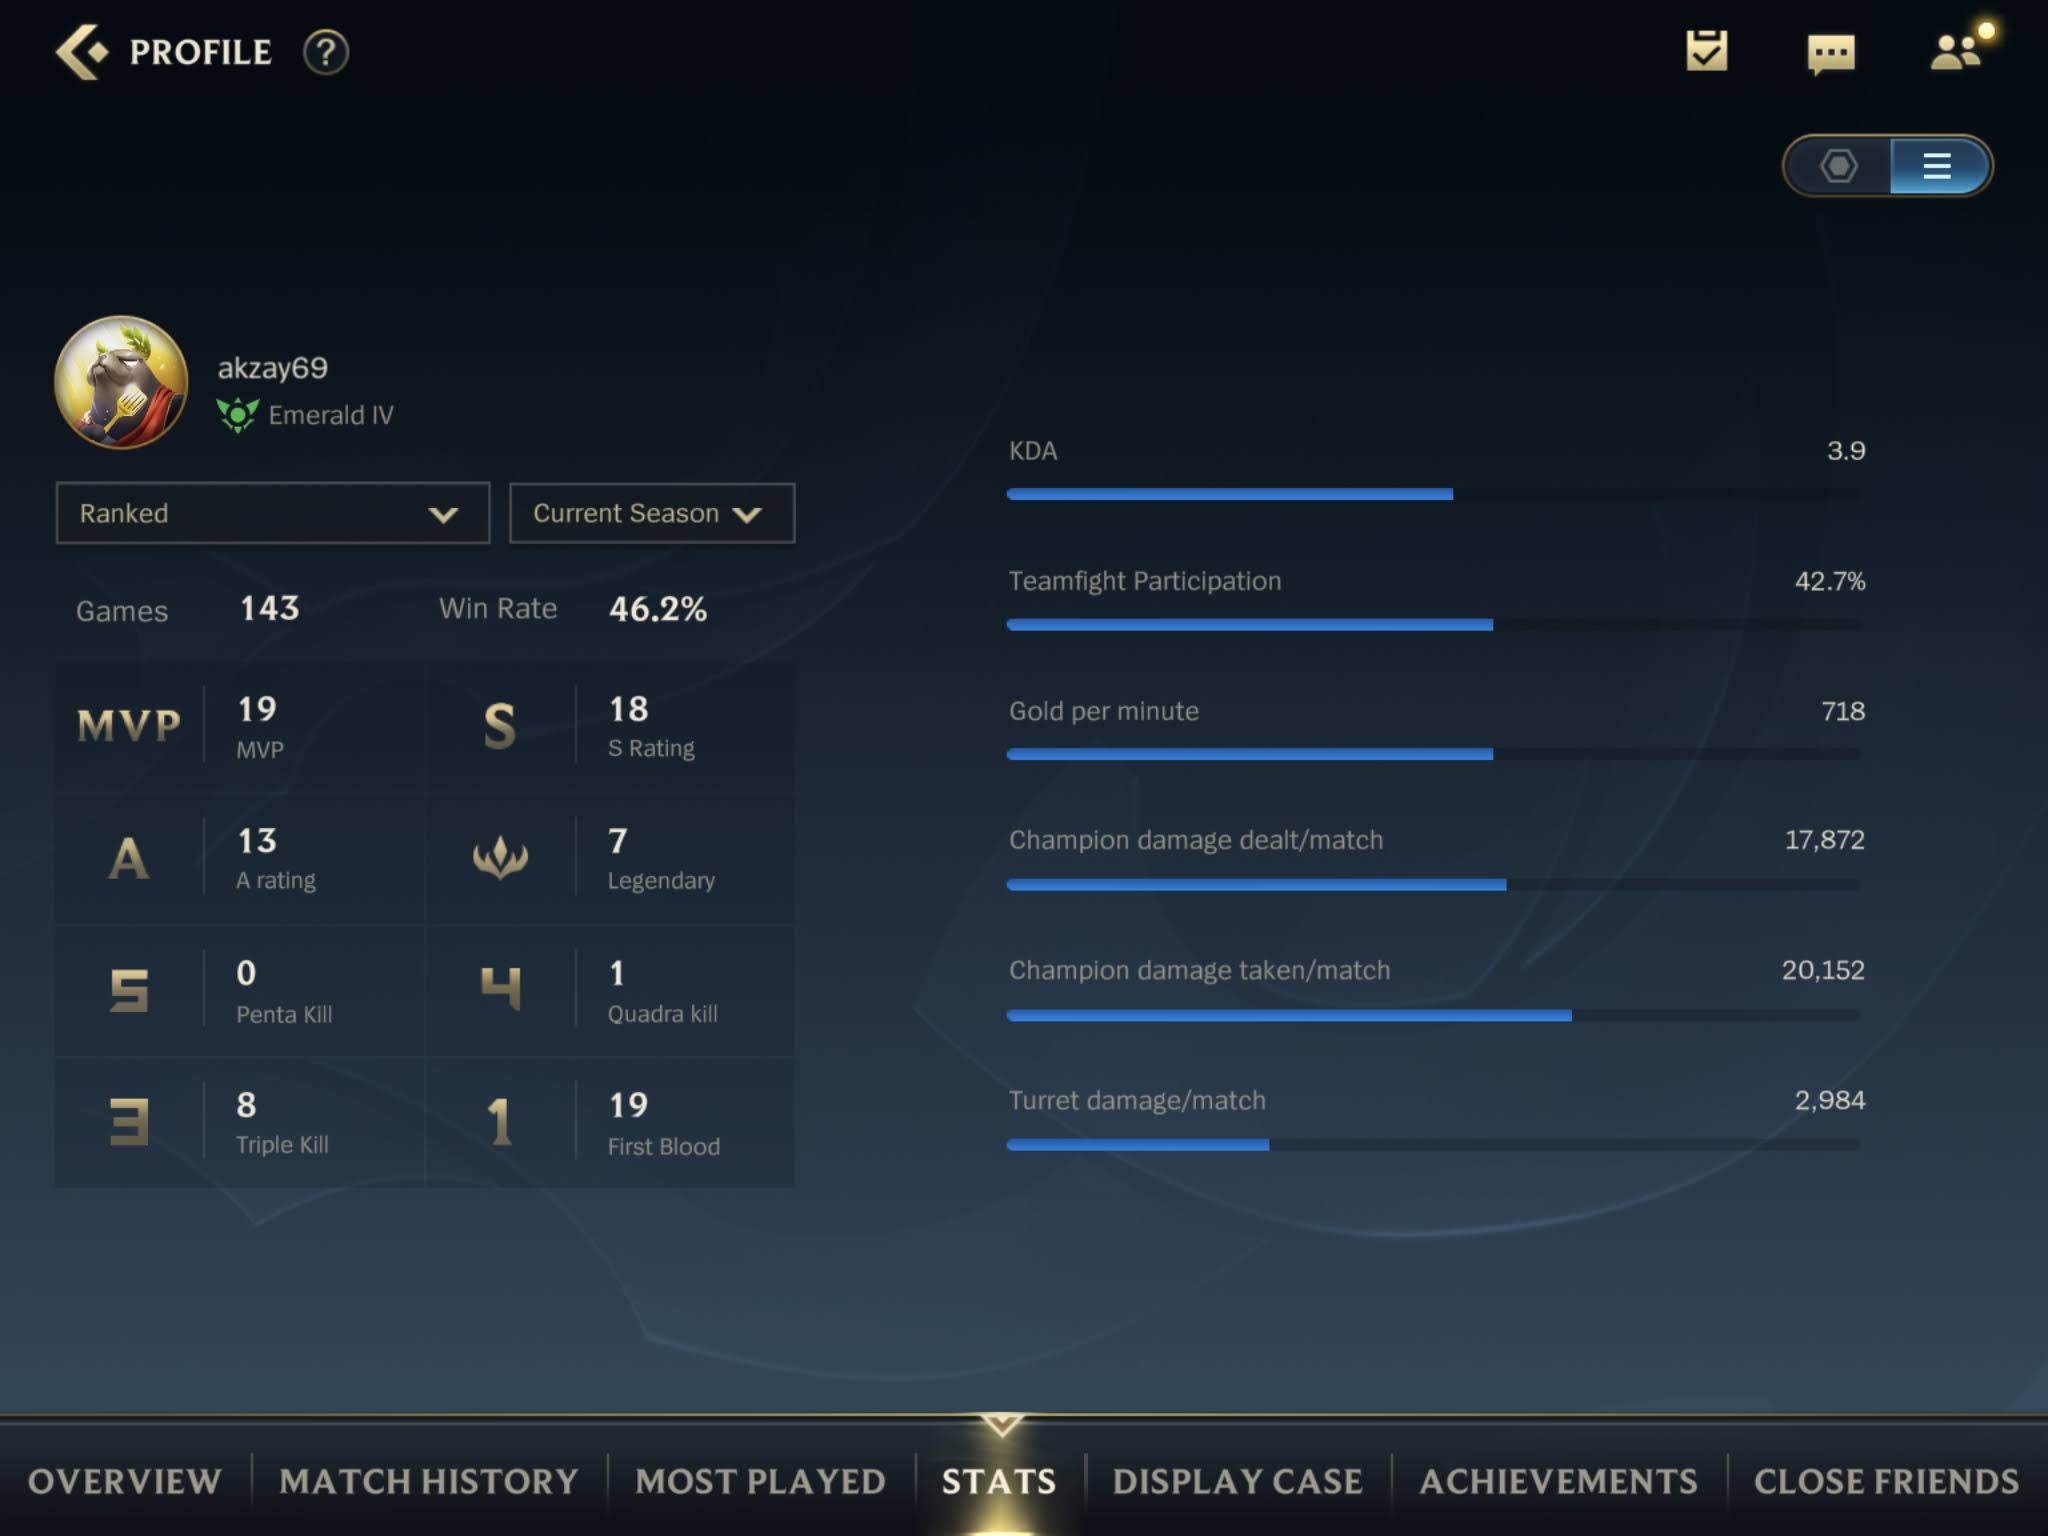 PROFILE ?
akzay69
Emerald IV
Ranked
Current Season
Games 143 Win Rate 46.2%
MVP 19 MVP
S 18 S Rating
A 13 A rating
7 Legendary
5 0 Penta Kill
4 1 Quadra kill
3 8 Triple Kill
1 19 First Blood
KDA 3.9
Teamfight Participation 42.7%
Gold per minute 718
Champion damage dealt/match 17,872
Champion damage taken/match 20,152
Turret damage/match 2,984
OVERVIEW MATCH HISTORY MOST PLAYED STATS DISPLAY CASE ACHIEVEMENTS CLOSE FRIENDS